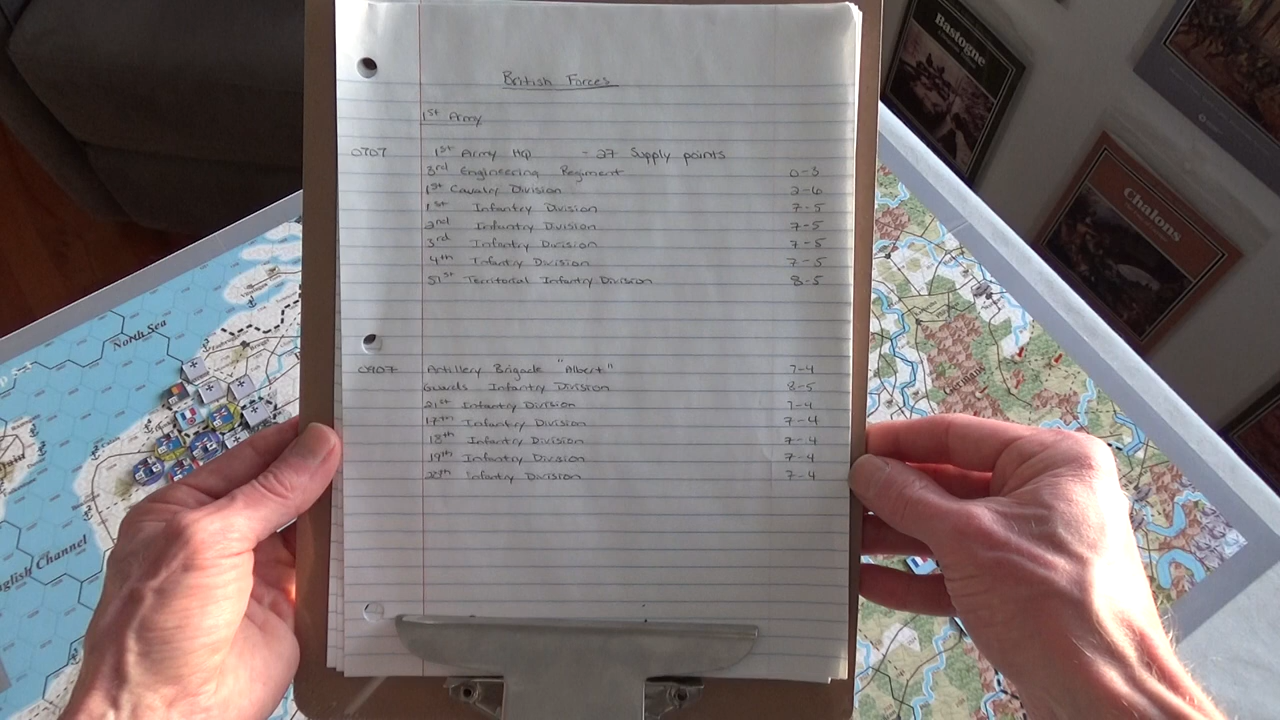 British Forces
1st Army
0707 1st Army HQ - 27 Supply points
3rd Engineering Regiment 0-3
1st Cavalry Division 2-6
1st Infantry Division 7-5
2nd Infantry Division 7-5
3rd Infantry Division 7-5
4th Infantry Division 7-5
51st Territorial Infantry Division 8-5
0907 Artillery Brigade "Albert" 7-4
Guards Infantry Division 8-5
21st Infantry Division 7-4
17th Infantry Division 7-4
18th Infantry Division 7-4
19th Infantry Division 7-4
20th Infantry Division 7-4
Bastogne
Chalons
North Sea
English Channel